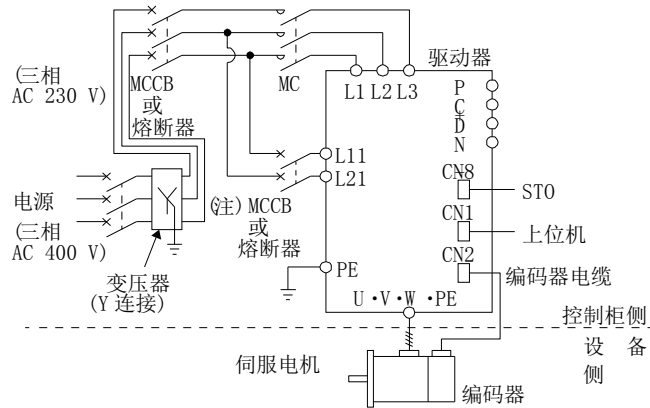 驱动器
(三相
AC 230 V)
MCCB
或
熔断器
MC
L1 L2 L3
P
C
D
N
L11
L21
(注) MCCB
或
熔断器
电源
(三相
AC 400 V)
变压器
(Y 连接)
PE
CN8
STO
CN1
上位机
CN2
编码器电缆
U·V·W·PE
控制柜侧
设 备
侧
伺服电机
编码器